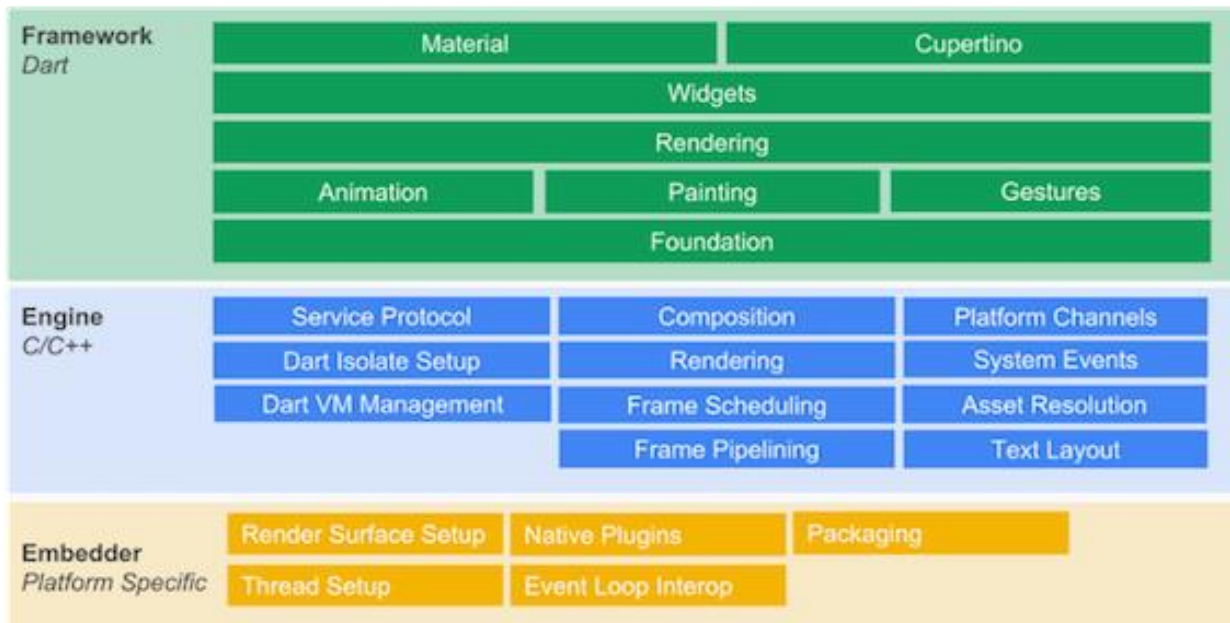 Framework
Dart
Material
Cupertino
Widgets
Rendering
Animation
Painting
Gestures
Foundation
Engine
C/C++
Service Protocol
Composition
Platform Channels
Dart Isolate Setup
Rendering
System Events
Dart VM Management
Frame Scheduling
Asset Resolution
Frame Pipelining
Text Layout
Embedder
Platform Specific
Render Surface Setup
Native Plugins
Packaging
Thread Setup
Event Loop Interop